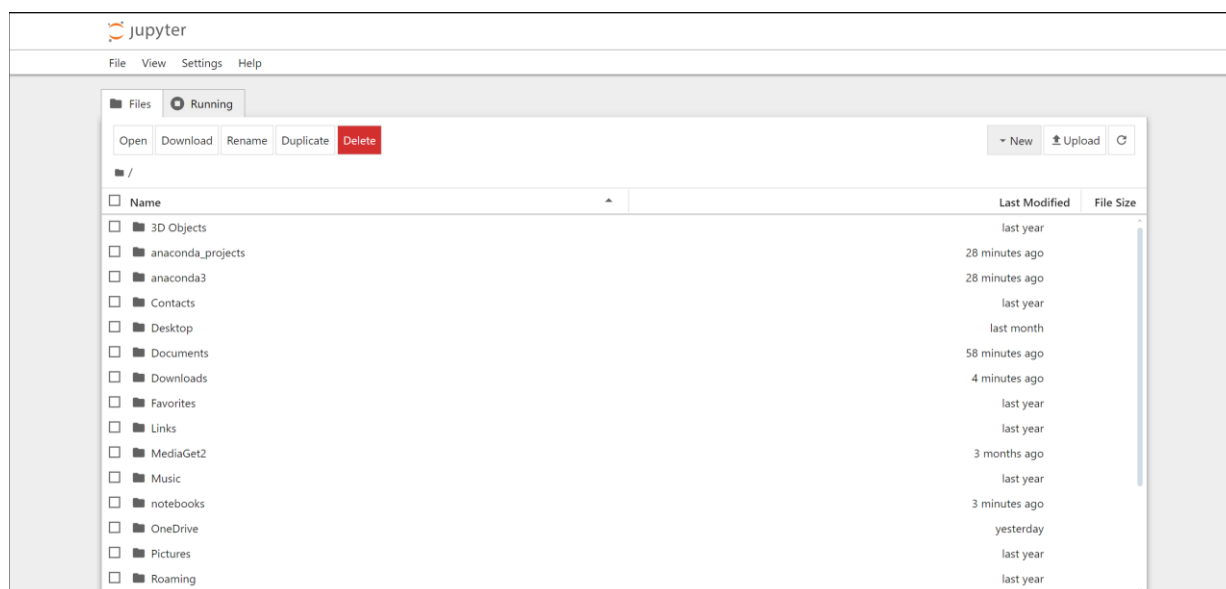 jupyter
File View Settings Help
Files Running
Open Download Rename Duplicate Delete New Upload
/
Name Last Modified File Size
3D Objects last year
anaconda_projects 28 minutes ago
anaconda3 28 minutes ago
Contacts last year
Desktop last month
Documents 58 minutes ago
Downloads 4 minutes ago
Favorites last year
Links last year
MediaGet2 3 months ago
Music last year
notebooks 3 minutes ago
OneDrive yesterday
Pictures last year
Roaming last year